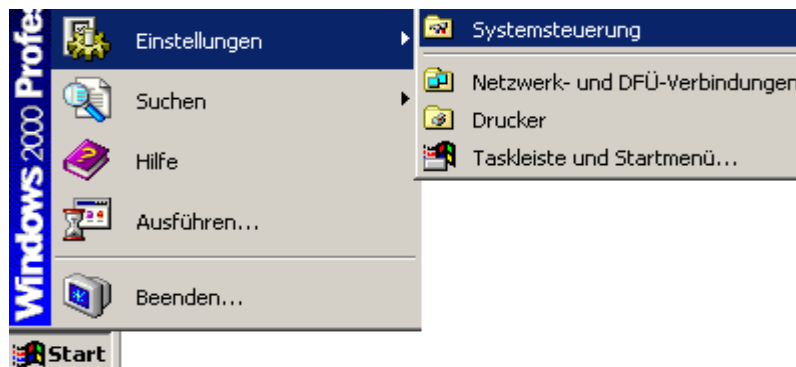 Windows 2000 Profe
Einstellungen
Suchen
Hilfe
Ausführen...
Beenden...
Start
Systemsteuerung
Netzwerk- und DFÜ-Verbindungen
Drucker
Taskleiste und Startmenü...